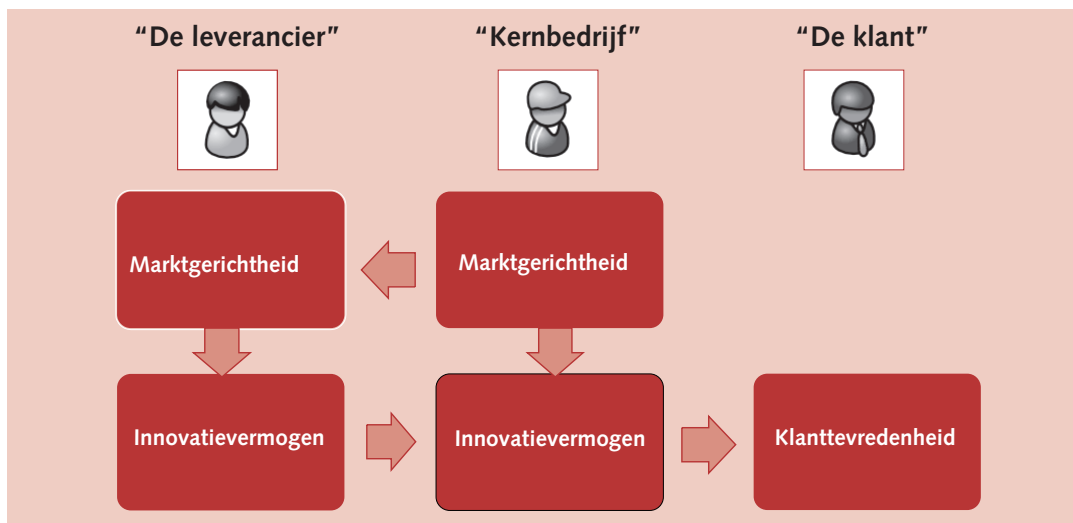 “De leverancier”
“Kernbedrijf”
“De klant”
Marktgerichtheid
Marktgerichtheid
Innovatievermogen
Innovatievermogen
Klanttevredenheid